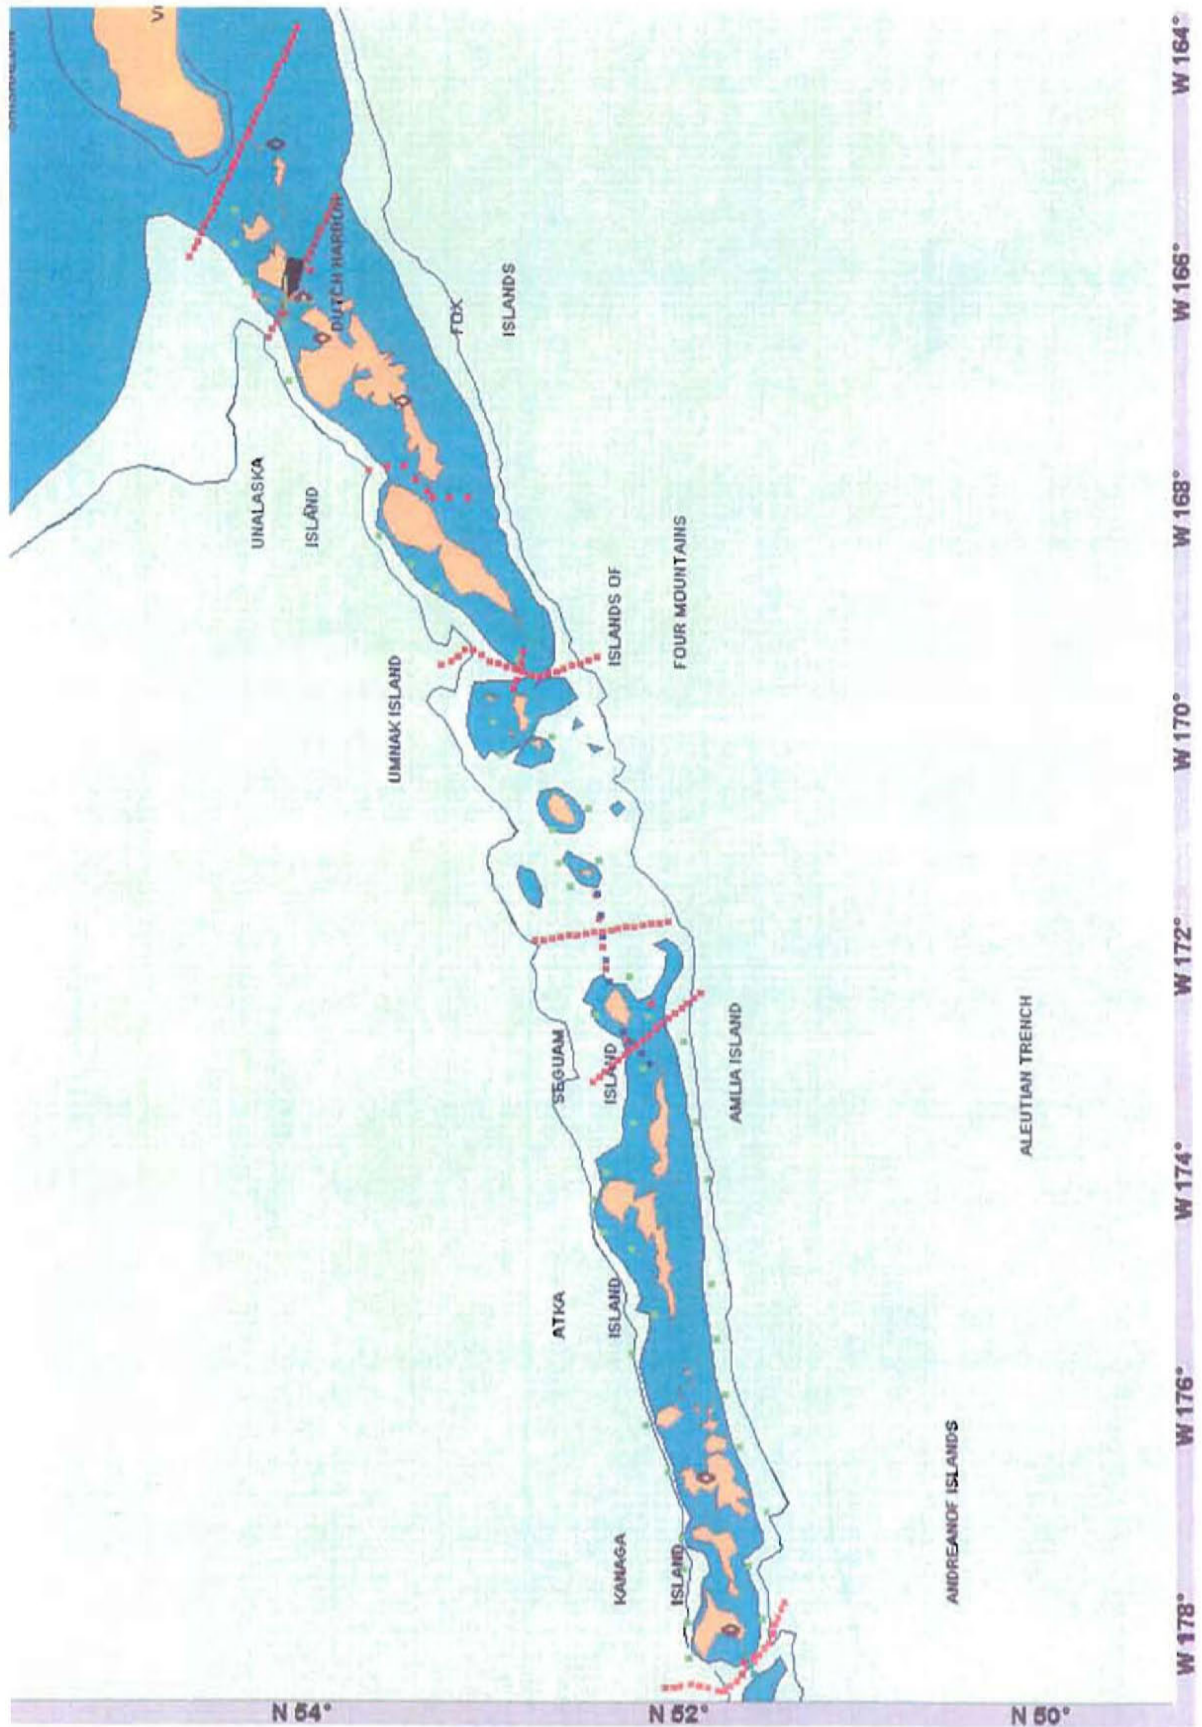 DUTCH HARBOR
FOX
ISLANDS
UNALASKA
ISLAND
UMNAK ISLAND
ISLANDS OF
FOUR MOUNTAINS
SEGUAM
ISLAND
AMLIA ISLAND
ATKA
ISLAND
ALEUTIAN TRENCH
KANAGA
ISLAND
ANDREANOF ISLANDS
N 54°
N 52°
N 50°
W 178°
W 176°
W 174°
W 172°
W 170°
W 168°
W 166°
W 164°